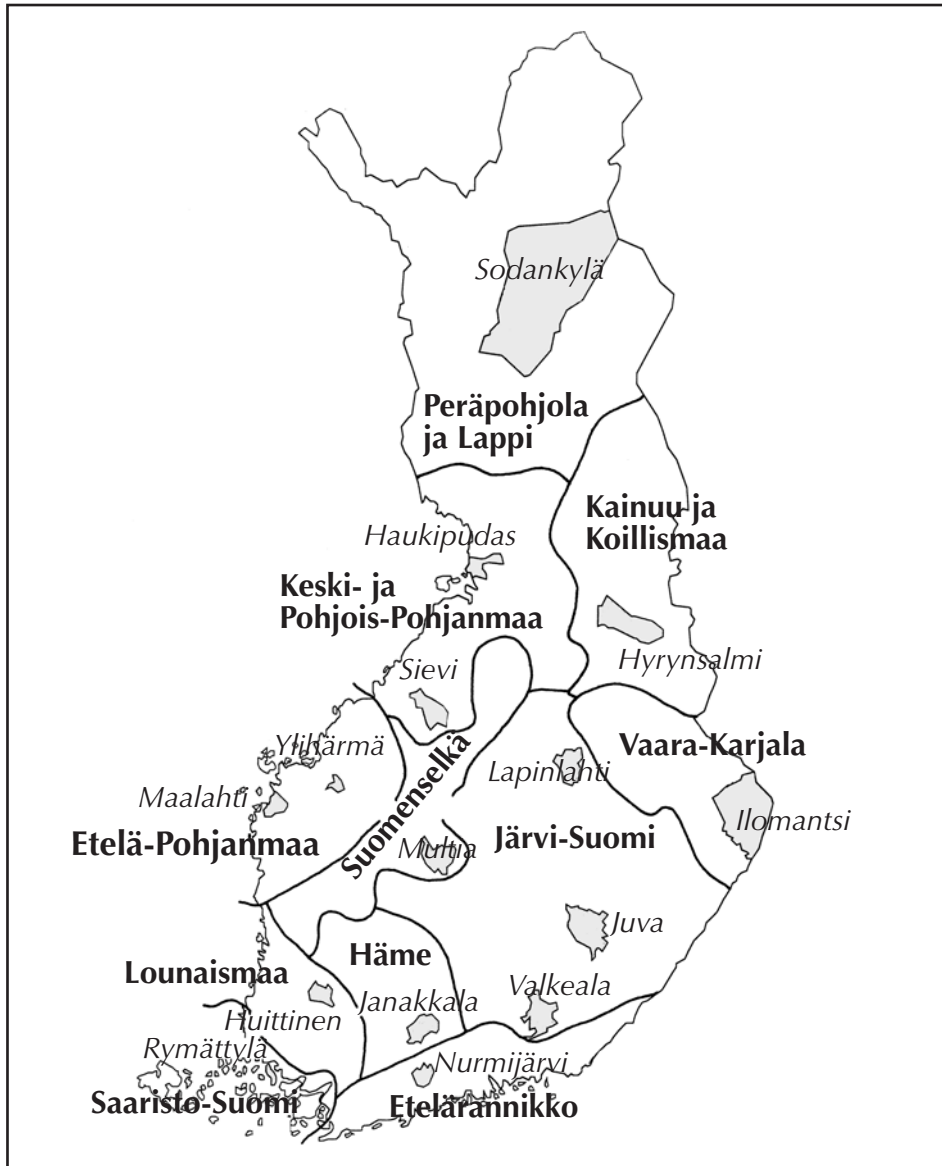 Sodankylä
Peräpohjola
ja Lappi
Kainuu ja
Koillismaa
Haukipudas
Keski- ja
Pohjois-Pohjanmaa
Hyrynsalmi
Sievi
Suomenselkä
Vaara-Karjala
Ylihärmä
Lapinlahti
Maalahti
Ilomantsi
Etelä-Pohjanmaa
Multia
Järvi-Suomi
Juva
Häme
Lounaismaa
Valkeala
Janakkala
Huittinen
Rymättylä
Nurmijärvi
Saaristo-Suomi
Etelärannikko